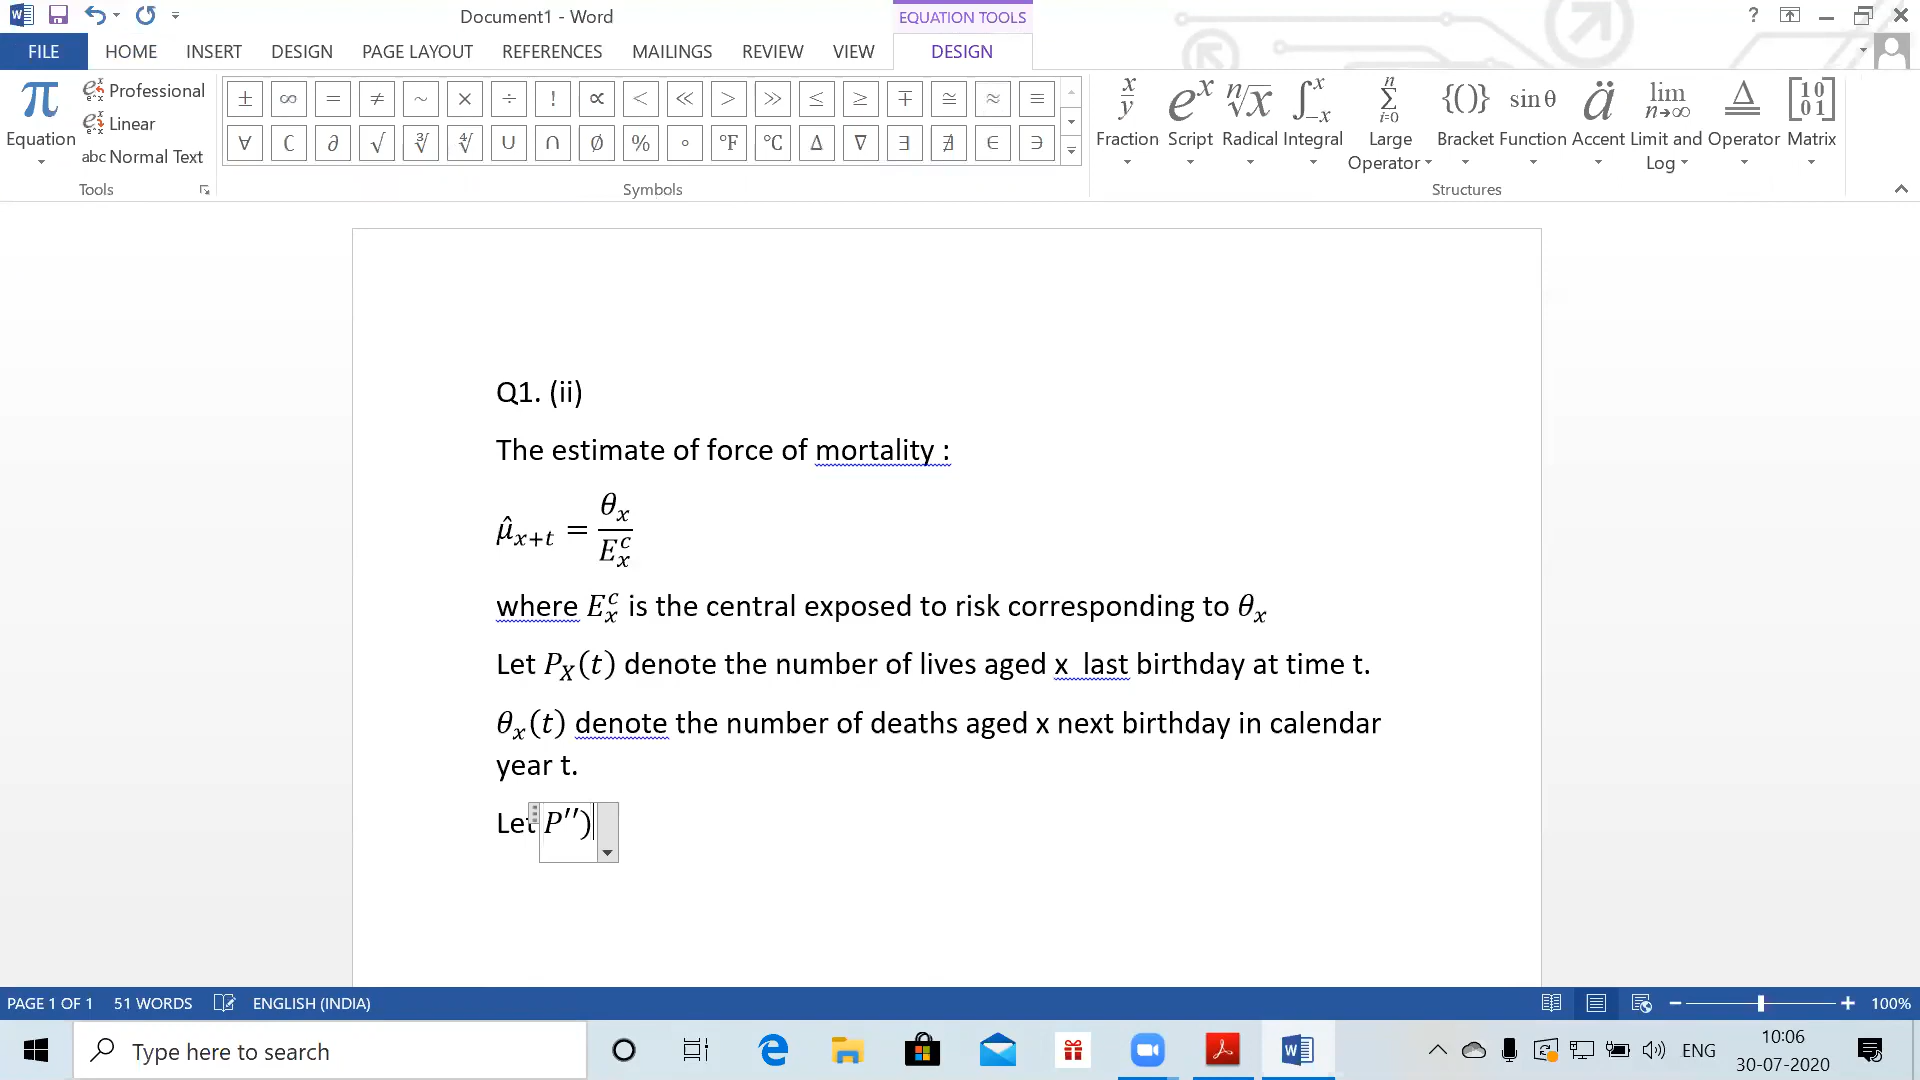 Document1 - Word
EQUATION TOOLS
?
FILE HOME INSERT DESIGN PAGE LAYOUT REFERENCES MAILINGS REVIEW VIEW DESIGN
π Equation
Professional
Linear
abc Normal Text
Tools
± ∞ = ≠ ~ × ÷ ! ∝ < ≪ > ≫ ≤ ≥ ∓ ≅ ≈ ≡
∀ ∁ ∂ √ ∛ ∜ ∪ ∩ ∅ % ° °F °C ∆ ∇ ∃ ∄ ∈ ∋
Symbols
Fraction Script Radical Integral Large Operator Bracket Function Accent Limit and Log Operator Matrix
Structures
Q1. (ii)
The estimate of force of mortality :
μ̂ₓ₊ₜ = θₓ / Eₓᶜ
where Eₓᶜ is the central exposed to risk corresponding to θₓ
Let P_X(t) denote the number of lives aged x last birthday at time t.
θₓ(t) denote the number of deaths aged x next birthday in calendar
year t.
Let P′′)
PAGE 1 OF 1 51 WORDS ENGLISH (INDIA) 100%
Type here to search
ENG
10:06
30-07-2020